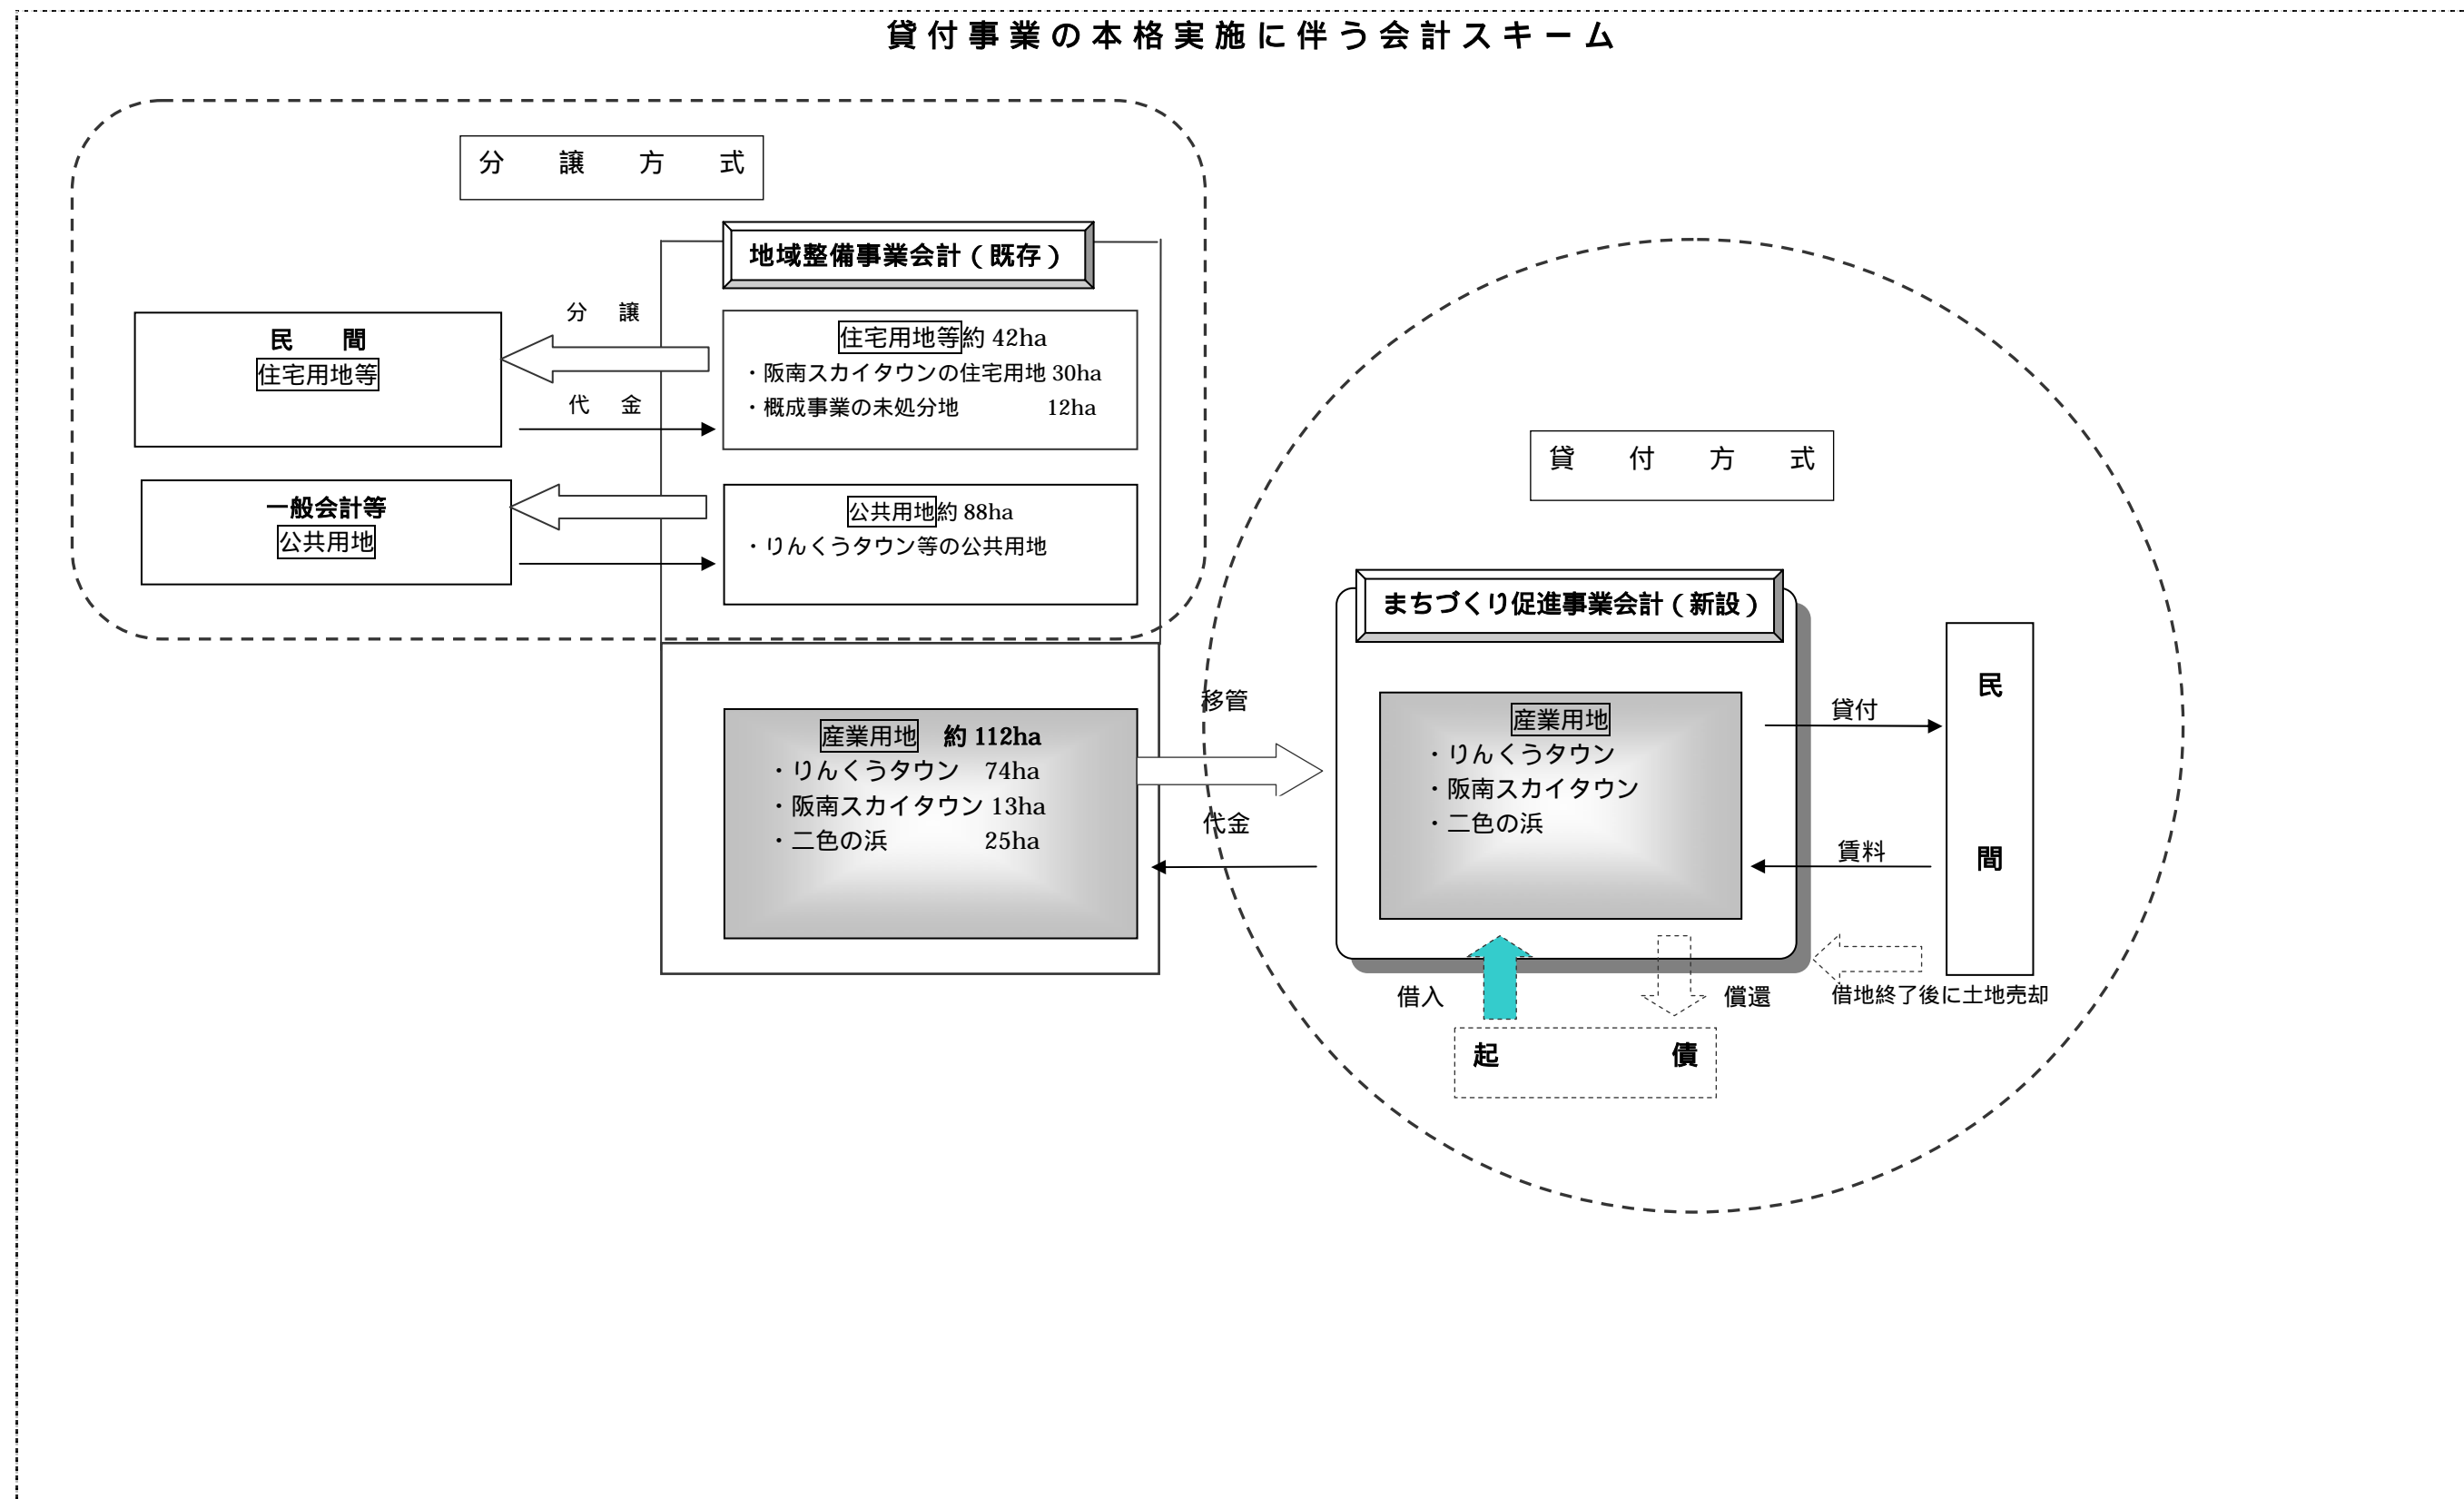 貸付事業の本格実施に伴う会計スキーム
分　譲　方　式
地域整備事業会計（既存）
分　譲
民　間
住宅用地等
代　金
住宅用地等約 42ha
・阪南スカイタウンの住宅用地 30ha
・概成事業の未処分地　12ha
一般会計等
公共用地
公共用地約 88ha
・りんくうタウン等の公共用地
産業用地　約 112ha
・りんくうタウン　74ha
・阪南スカイタウン 13ha
・二色の浜　25ha
移管
代金
貸　付　方　式
まちづくり促進事業会計（新設）
産業用地
・りんくうタウン
・阪南スカイタウン
・二色の浜
貸付
賃料
民　間
借入
償還
借地終了後に土地売却
起　債